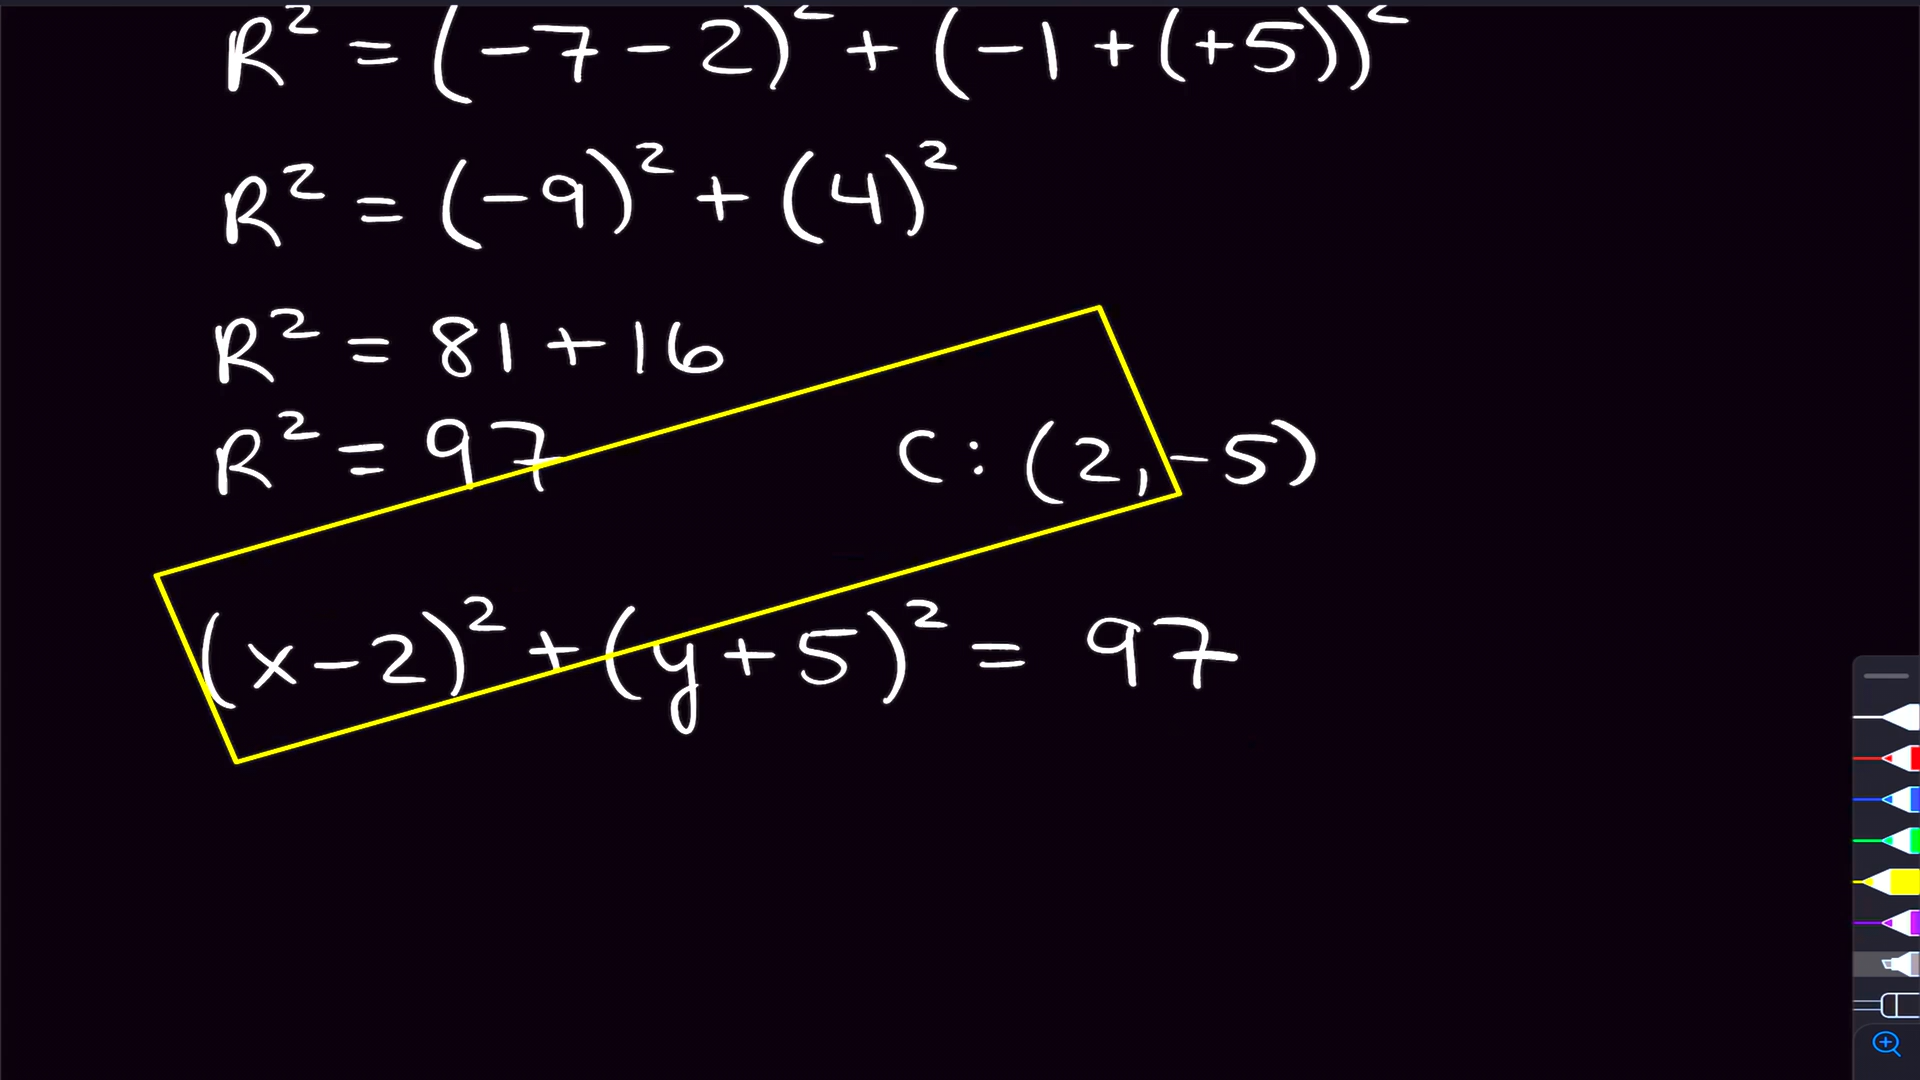 R² = (-7-2)² + (-1+(+5))²
R² = (-9)² + (4)²
R² = 81+16
R² = 97
C: (2,-5)
(x-2)² + (y+5)² = 97